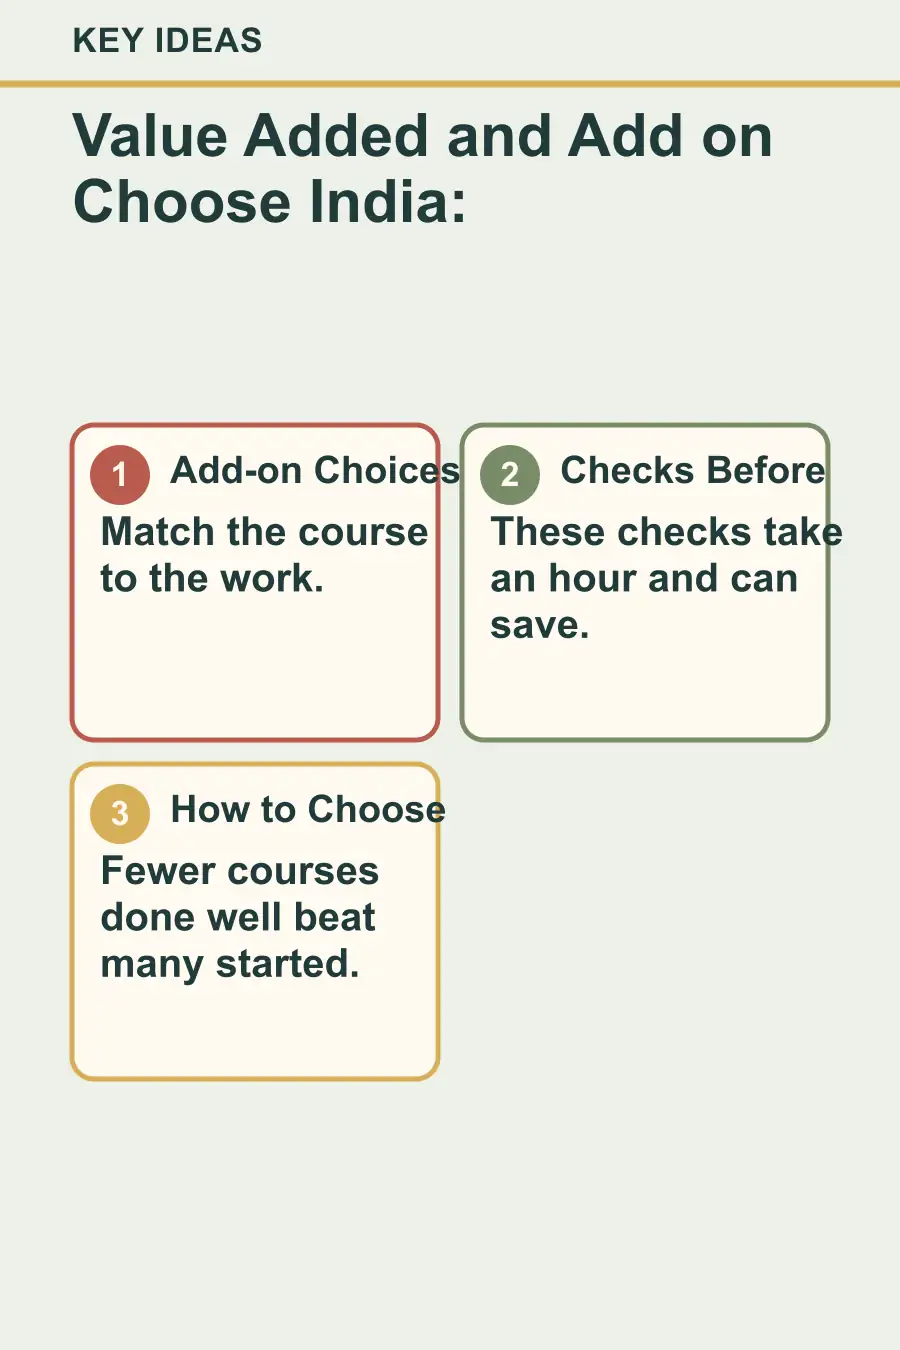 KEY IDEAS
Value Added and Add on
Choose India:
1
Add-on Choices
Match the course
to the work.
2
Checks Before
These checks take
an hour and can
save.
3
How to Choose
Fewer courses
done well beat
many started.